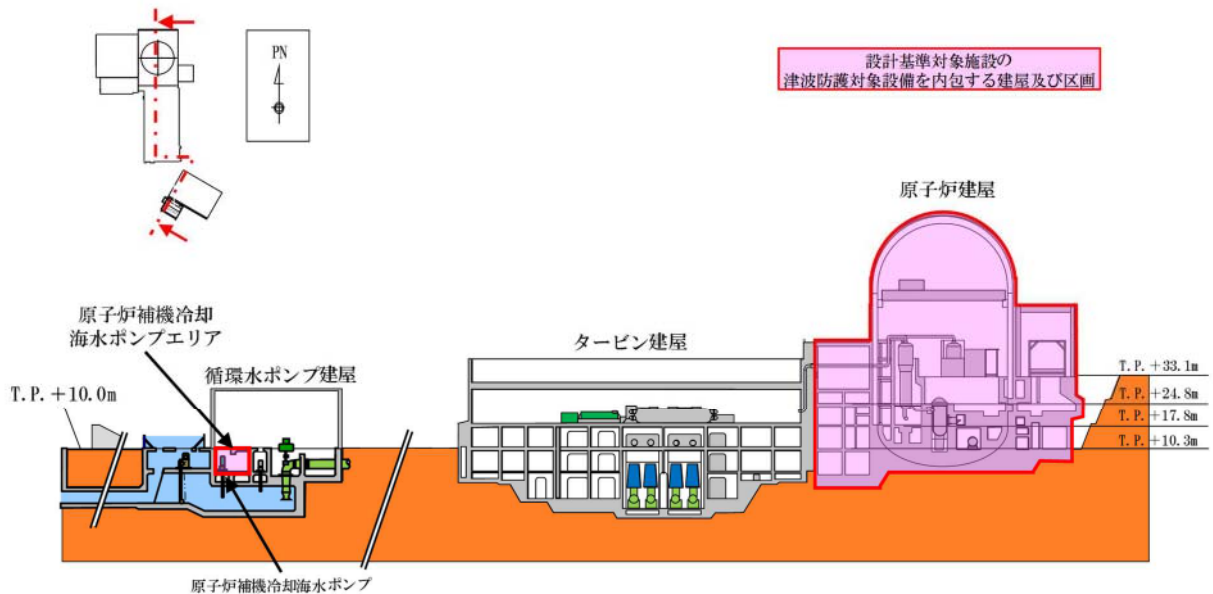 PN
設計基準対象施設の
津波防護対象設備を内包する建屋及び区画
原子炉建屋
原子炉補機冷却
海水ポンプエリア
タービン建屋
循環水ポンプ建屋
T.P. +10.0m
T.P. +33.1m
T.P. +24.8m
T.P. +17.8m
T.P. +10.3m
原子炉補機冷却海水ポンプ